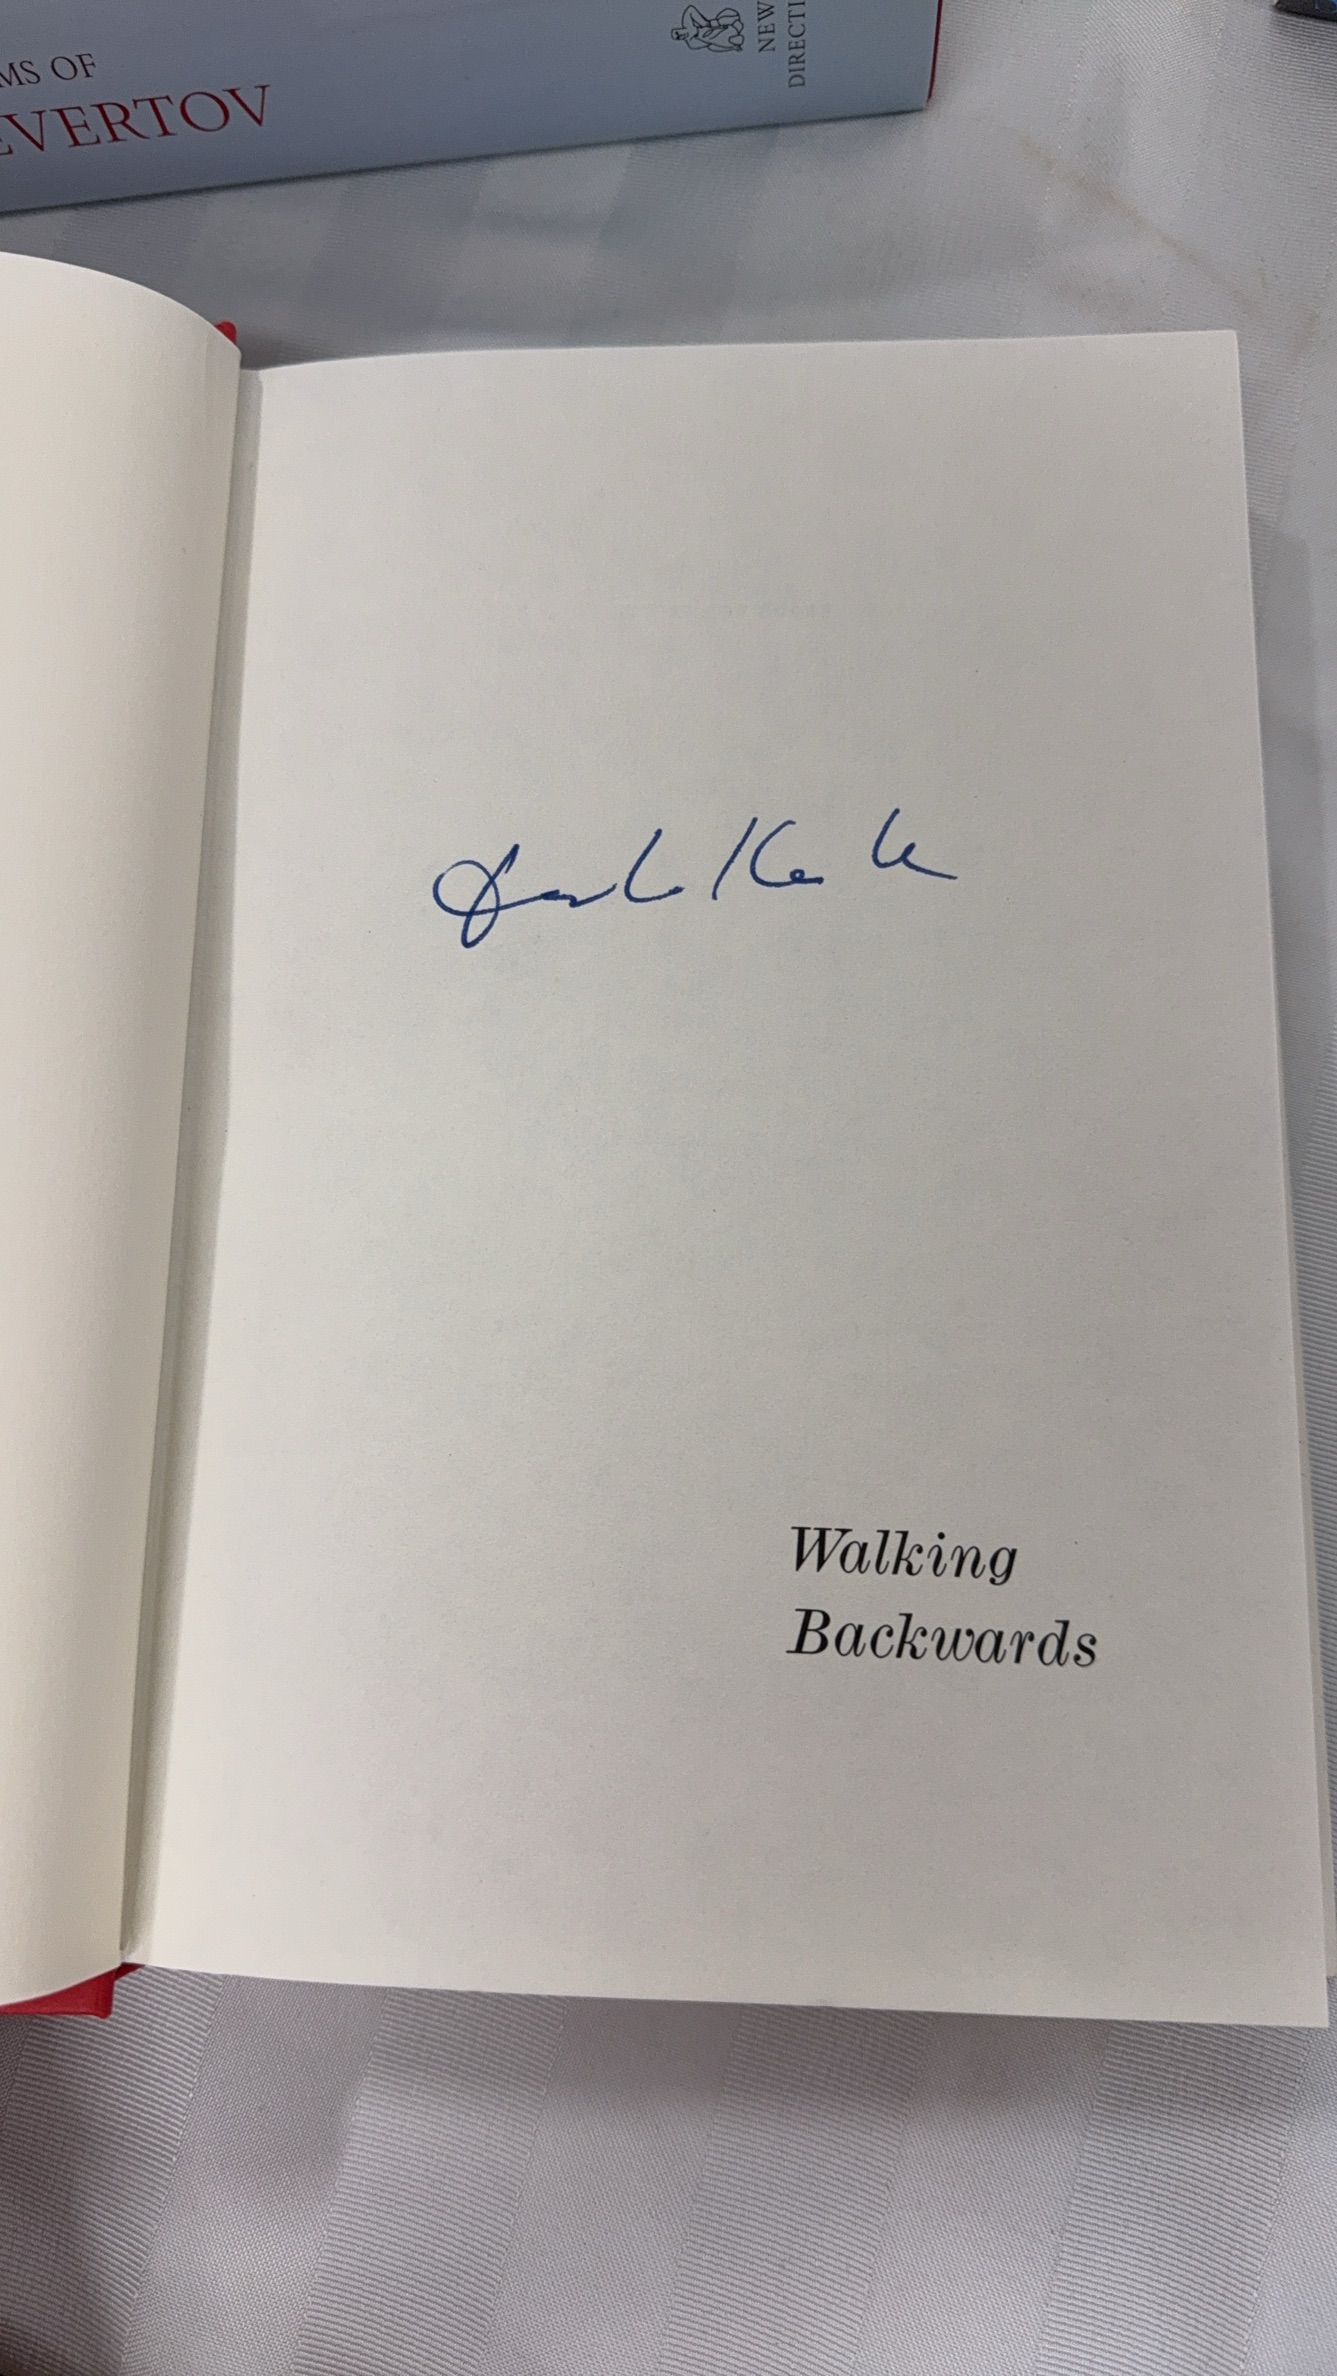 MS OF
EVERTOV
NEW
DIRECTI
Walking
Backwards